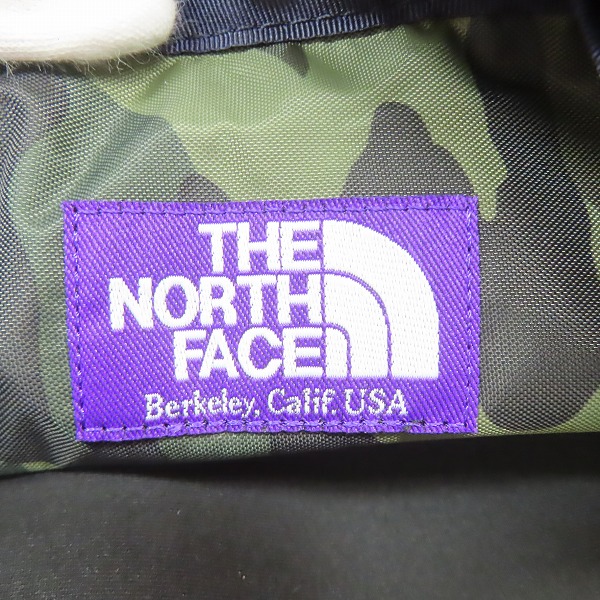 THE
NORTH
FACE
Berkeley, Calif. USA